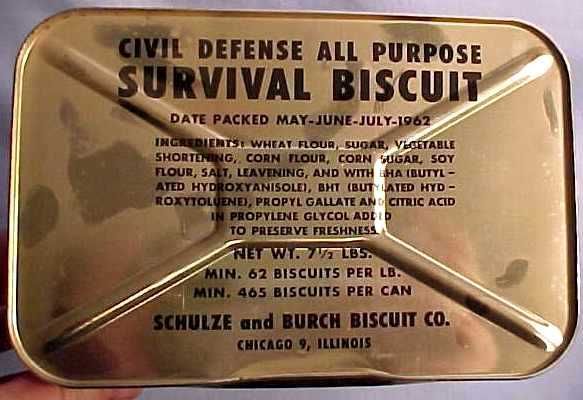 CIVIL DEFENSE ALL PURPOSE
SURVIVAL BISCUIT
DATE PACKED MAY-JUNE-JULY-1962
INGREDIENTS: WHEAT FLOUR, SUGAR, VEGETABLE
SHORTENING, CORN FLOUR, CORN SUGAR, SOY
FLOUR, SALT, LEAVENING, AND WITH BHA (BUTYL-
ATED HYDROXYANISOLE), BHT (BUTYLATED HYD-
ROXYTOLUENE), PROPYL GALLATE AND CITRIC ACID
IN PROPYLENE GLYCOL ADDED
TO PRESERVE FRESHNESS
NET WT. 7½ LBS.
MIN. 62 BISCUITS PER LB.
MIN. 465 BISCUITS PER CAN
SCHULZE and BURCH BISCUIT CO.
CHICAGO 9, ILLINOIS